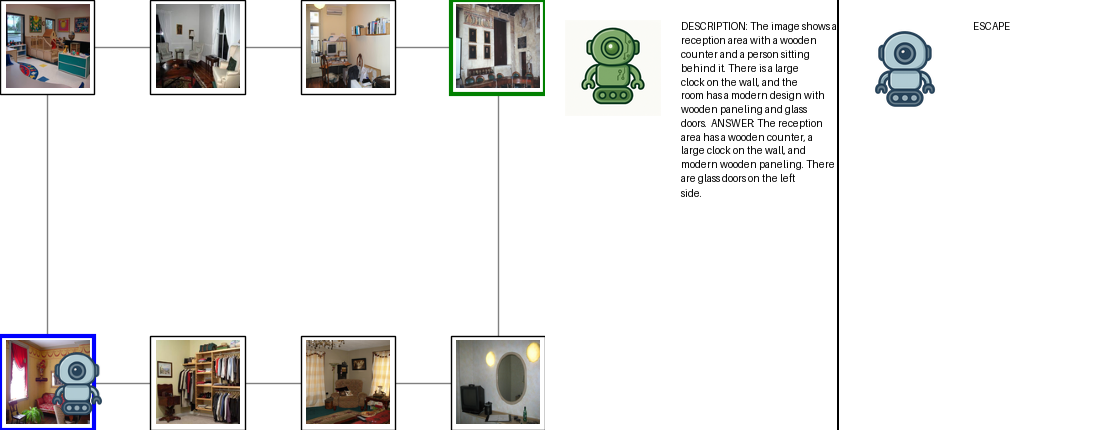 DESCRIPTION: The image shows a
reception area with a wooden
counter and a person sitting
behind it. There is a large
clock on the wall, and the
room has a modern design with
wooden paneling and glass
doors. ANSWER: The reception
area has a wooden counter, a
large clock on the wall, and
modern wooden paneling. There
are glass doors on the left
side.
ESCAPE